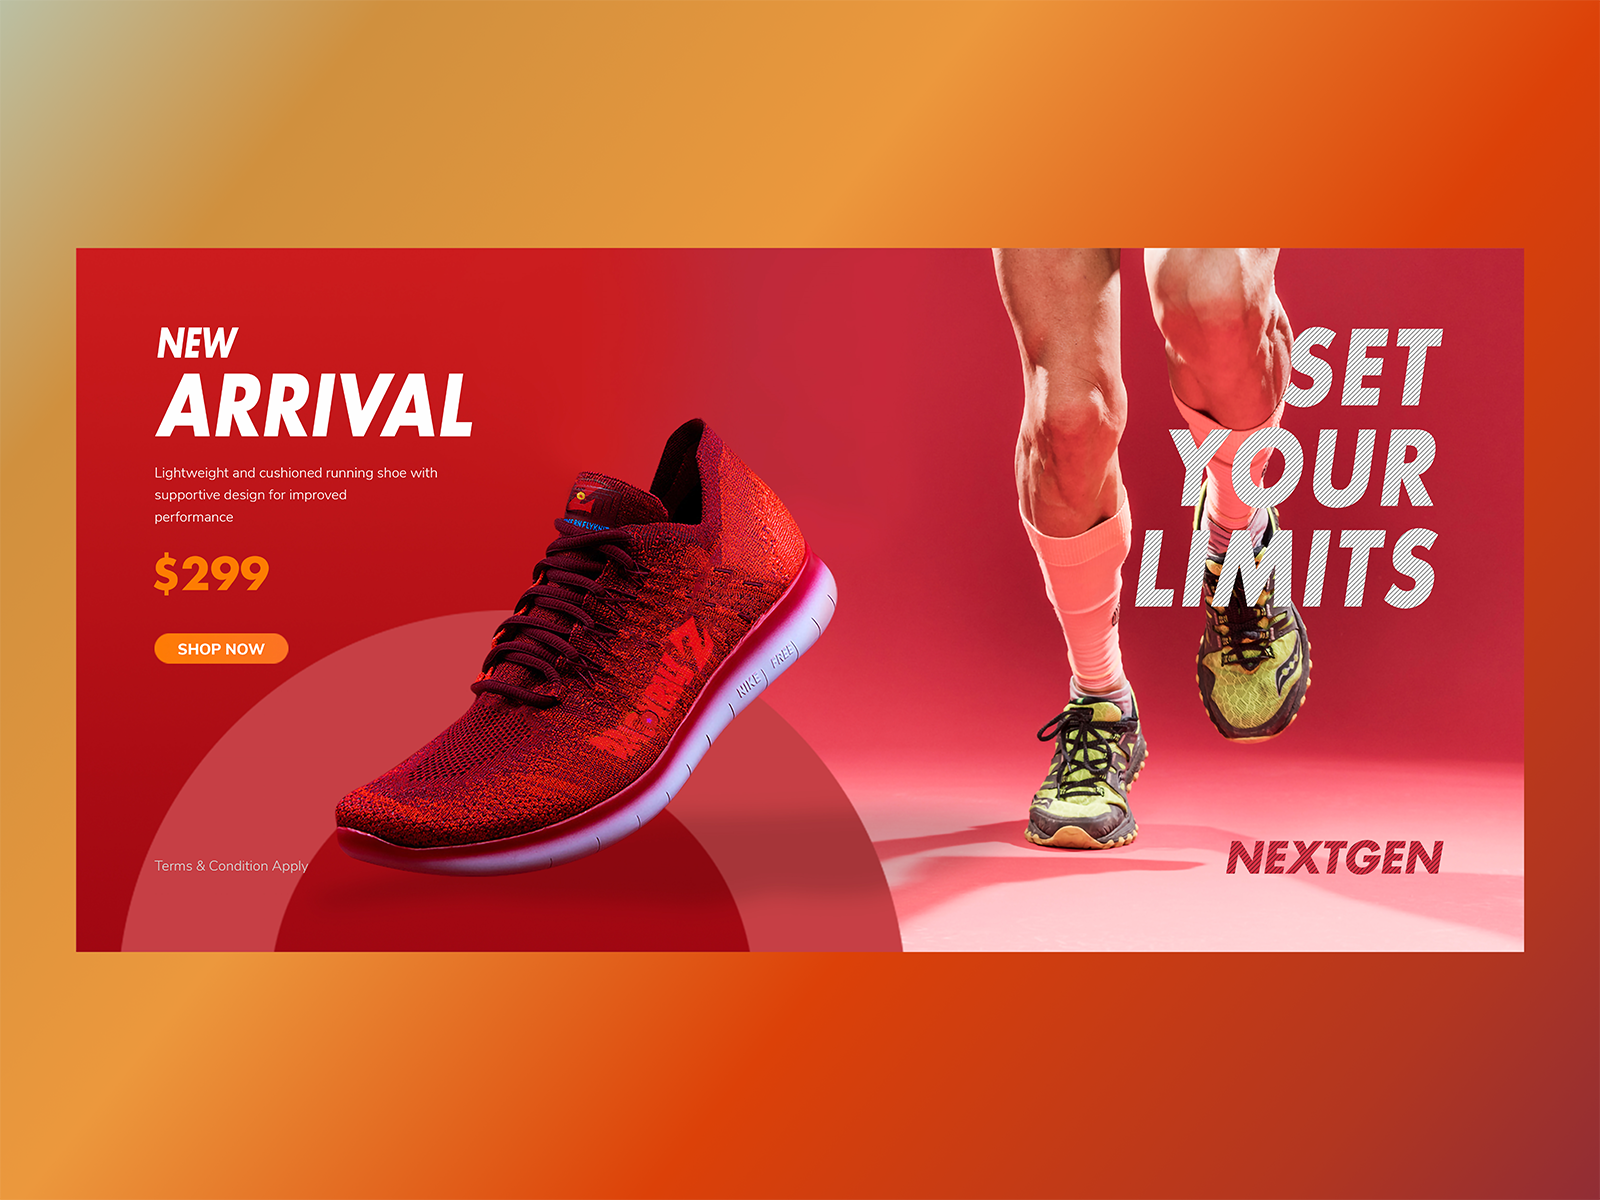 NEW
ARRIVAL
Lightweight and cushioned running shoe with
supportive design for improved
performance
$299
SHOP NOW
Terms & Condition Apply
NIKE FREE
SET
YOUR
LIMITS
NEXTGEN